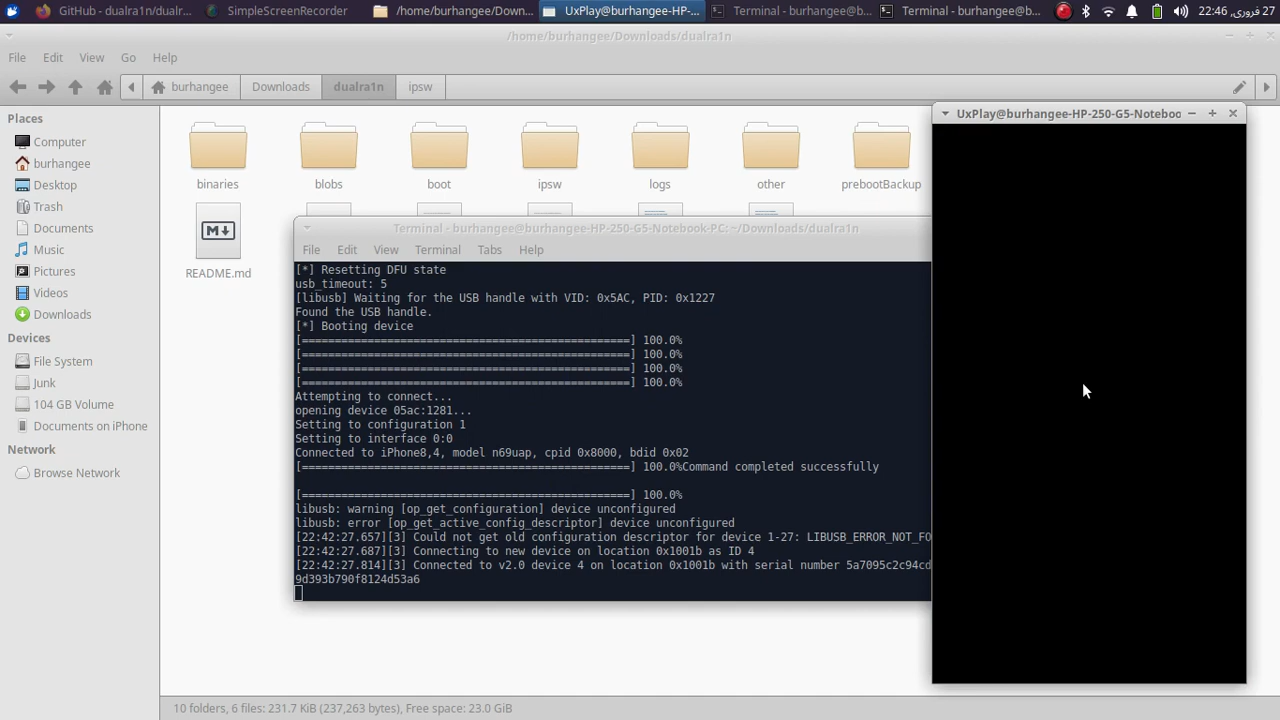 GitHub - dualra1n/dualr...
SimpleScreenRecorder
/home/burhangee/Down...
UxPlay@burhangee-HP-...
Terminal - burhangee@b...
Terminal - burhangee@b...
27 فروری, 22:46
/home/burhangee/Downloads/dualra1n
File Edit View Go Help
burhangee Downloads dualra1n ipsw
Places
Computer
burhangee
Desktop
Trash
Documents
Music
Pictures
Videos
Downloads
Devices
File System
Junk
104 GB Volume
Documents on iPhone
Network
Browse Network
binaries blobs boot ipsw logs other prebootBackup
README.md
UxPlay@burhangee-HP-250-G5-Noteboo
Terminal - burhangee@burhangee-HP-250-G5-Notebook-PC: ~/Downloads/dualra1n
File Edit View Terminal Tabs Help
[*] Resetting DFU state
usb_timeout: 5
[libusb] Waiting for the USB handle with VID: 0x5AC, PID: 0x1227
Found the USB handle.
[*] Booting device
[========================================] 100.0%
[========================================] 100.0%
[========================================] 100.0%
[========================================] 100.0%
Attempting to connect...
opening device 05ac:1281...
Setting to configuration 1
Setting to interface 0:0
Connected to iPhone8,4, model n69uap, cpid 0x8000, bdid 0x02
[========================================] 100.0%Command completed successfully
[========================================] 100.0%
libusb: warning [op_get_configuration] device unconfigured
libusb: error [op_get_active_config_descriptor] device unconfigured
[22:42:27.657][3] Could not get old configuration descriptor for device 1-27: LIBUSB_ERROR_NOT_FO
[22:42:27.687][3] Connecting to new device on location 0x1001b as ID 4
[22:42:27.814][3] Connected to v2.0 device 4 on location 0x1001b with serial number 5a7095c2c94cd
9d393b790f8124d53a6
10 folders, 6 files: 231.7 KiB (237,263 bytes), Free space: 23.0 GiB